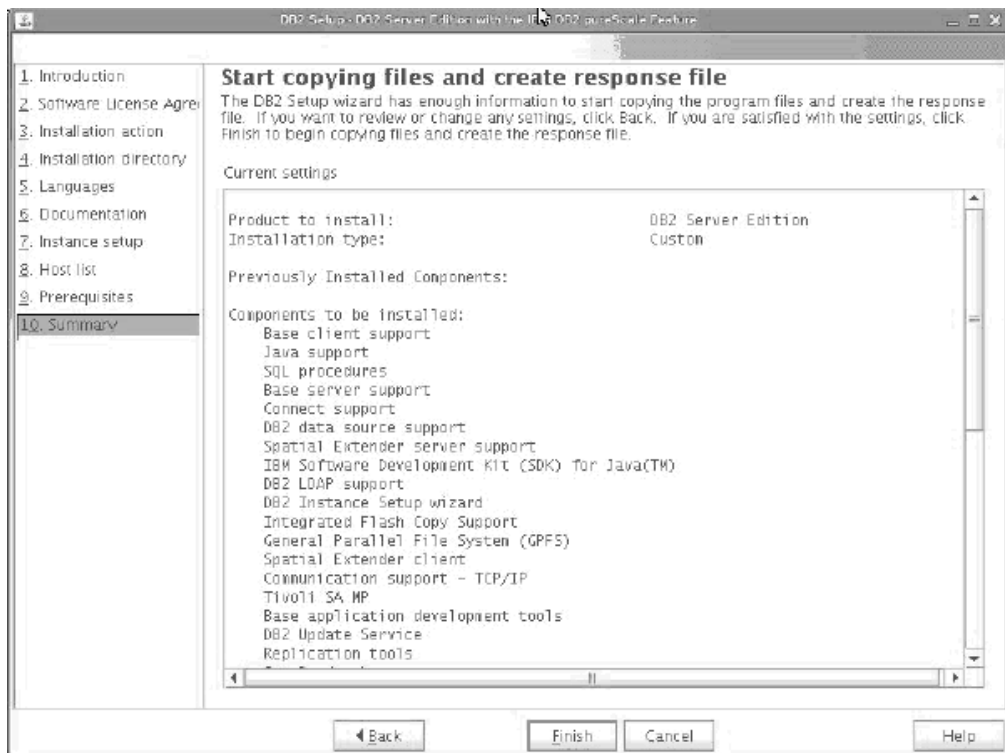 DB2 Setup - DB2 Server Edition with the IBM DB2 pureScale Feature
1. Introduction
2. Software License Agree
3. Installation action
4. Installation directory
5. Languages
6. Documentation
7. Instance setup
8. Host list
9. Prerequisites
10. Summary
Start copying files and create response file
The DB2 Setup wizard has enough information to start copying the program files and create the response
file. If you want to review or change any settings, click Back. If you are satisfied with the settings, click
Finish to begin copying files and create the response file.
Current settings
Product to install: DB2 Server Edition
Installation type: Custom
Previously Installed Components:
Components to be installed:
Base client support
Java support
SQL procedures
Base server support
Connect support
DB2 data source support
Spatial Extender server support
IBM Software Development Kit (SDK) for Java(TM)
DB2 LDAP support
DB2 Instance Setup wizard
Integrated Flash Copy Support
General Parallel File System (GPFS)
Spatial Extender client
Communication support - TCP/IP
Tivoli SA MP
Base application development tools
DB2 Update Service
Replication tools
Back
Finish
Cancel
Help